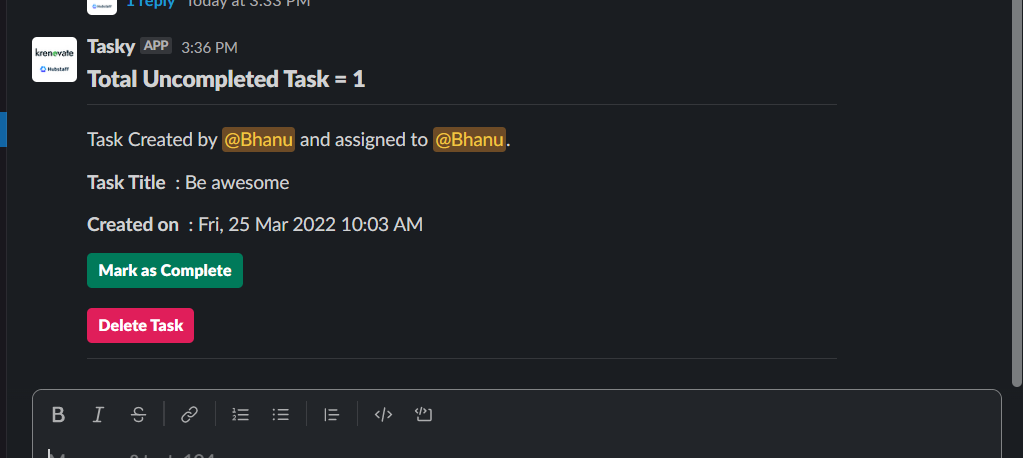 1 reply Today at 3:33 PM
krenovate
Hubstaff
Tasky APP 3:36 PM
Total Uncompleted Task = 1
Task Created by @Bhanu and assigned to @Bhanu.
Task Title : Be awesome
Created on : Fri, 25 Mar 2022 10:03 AM
Mark as Complete
Delete Task
B I S